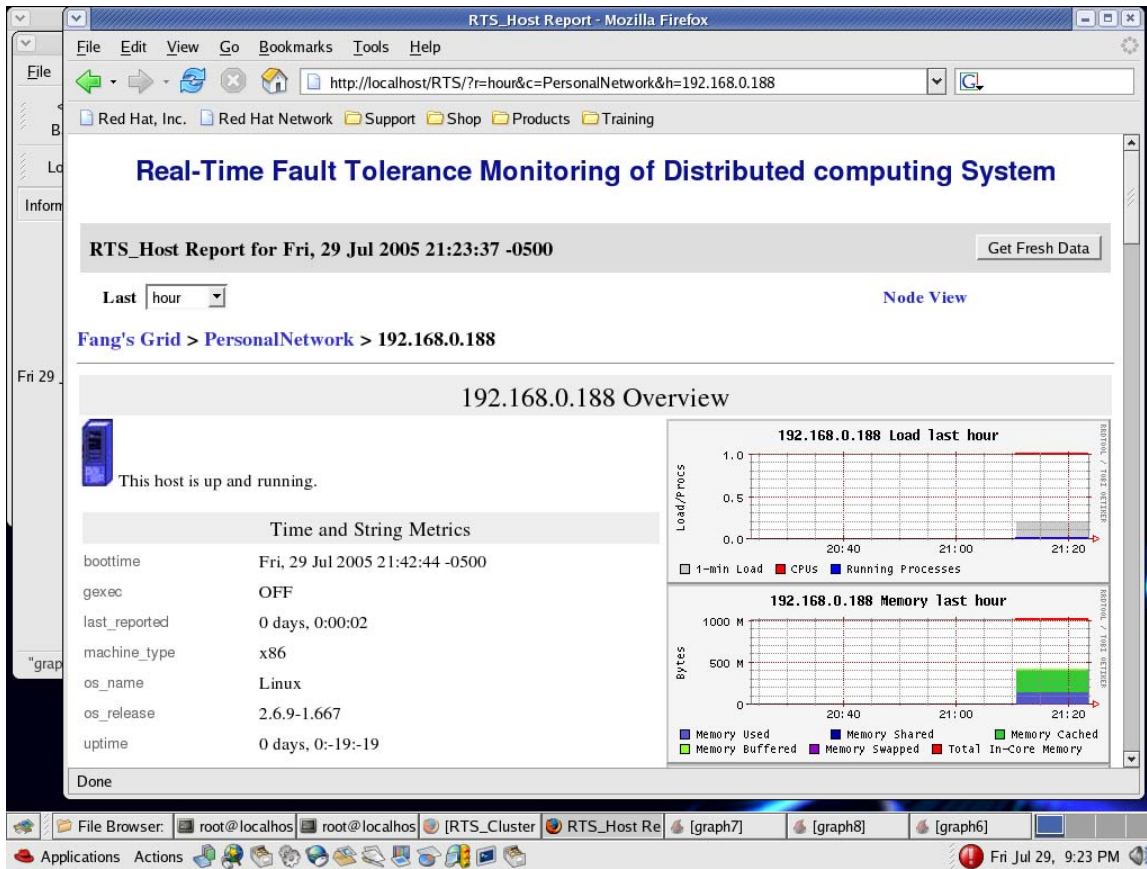 RTS_Host Report - Mozilla Firefox
File Edit View Go Bookmarks Tools Help
http://localhost/RTS/?r=hour&c=PersonalNetwork&h=192.168.0.188
G
Red Hat, Inc. Red Hat Network Support Shop Products Training
File
B
Lo
Inform
Fri 29
"grap
Real-Time Fault Tolerance Monitoring of Distributed computing System
RTS_Host Report for Fri, 29 Jul 2005 21:23:37 -0500
Get Fresh Data
Last hour
Node View
Fang's Grid > PersonalNetwork > 192.168.0.188
192.168.0.188 Overview
This host is up and running.
Time and String Metrics
boottime Fri, 29 Jul 2005 21:42:44 -0500
gexec OFF
last_reported 0 days, 0:00:02
machine_type x86
os_name Linux
os_release 2.6.9-1.667
uptime 0 days, 0:-19:-19
192.168.0.188 Load last hour
Load/Procs
1.0
0.5
0.0
20:40 21:00 21:20
1-min Load CPUs Running Processes
RRDTOOL / TOBI OETIKER
192.168.0.188 Memory last hour
Bytes
1000 M
500 M
0
20:40 21:00 21:20
Memory Used Memory Shared Memory Cached
Memory Buffered Memory Swapped Total In-Core Memory
RRDTOOL / TOBI OETIKER
Done
File Browser: root@localhos root@localhos [RTS_Cluster RTS_Host Re [graph7] [graph8] [graph6]
Applications Actions Fri Jul 29, 9:23 PM